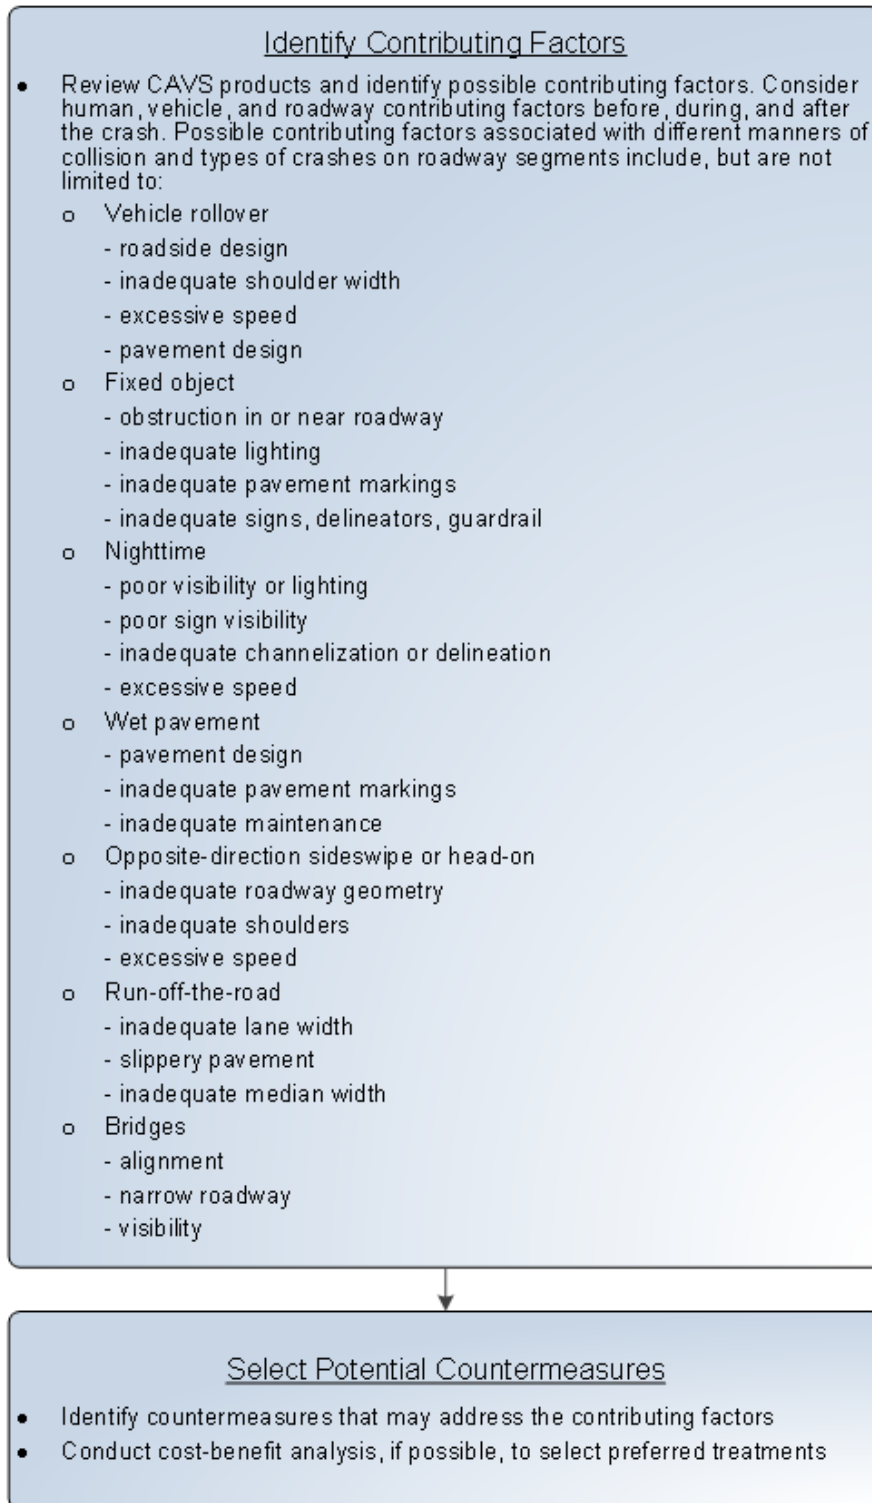 Identify Contributing Factors
• Review CAVS products and identify possible contributing factors. Consider
human, vehicle, and roadway contributing factors before, during, and after
the crash. Possible contributing factors associated with different manners of
collision and types of crashes on roadway segments include, but are not
limited to:
o Vehicle rollover
- roadside design
- inadequate shoulder width
- excessive speed
- pavement design
o Fixed object
- obstruction in or near roadway
- inadequate lighting
- inadequate pavement markings
- inadequate signs, delineators, guardrail
o Nighttime
- poor visibility or lighting
- poor sign visibility
- inadequate channelization or delineation
- excessive speed
o Wet pavement
- pavement design
- inadequate pavement markings
- inadequate maintenance
o Opposite-direction sideswipe or head-on
- inadequate roadway geometry
- inadequate shoulders
- excessive speed
o Run-off-the-road
- inadequate lane width
- slippery pavement
- inadequate median width
o Bridges
- alignment
- narrow roadway
- visibility
Select Potential Countermeasures
• Identify countermeasures that may address the contributing factors
• Conduct cost-benefit analysis, if possible, to select preferred treatments